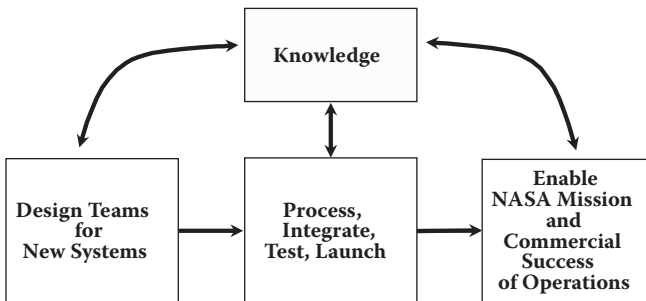 Knowledge
Design Teams
for
New Systems
Process,
Integrate,
Test, Launch
Enable
NASA Mission
and
Commercial
Success
of Operations